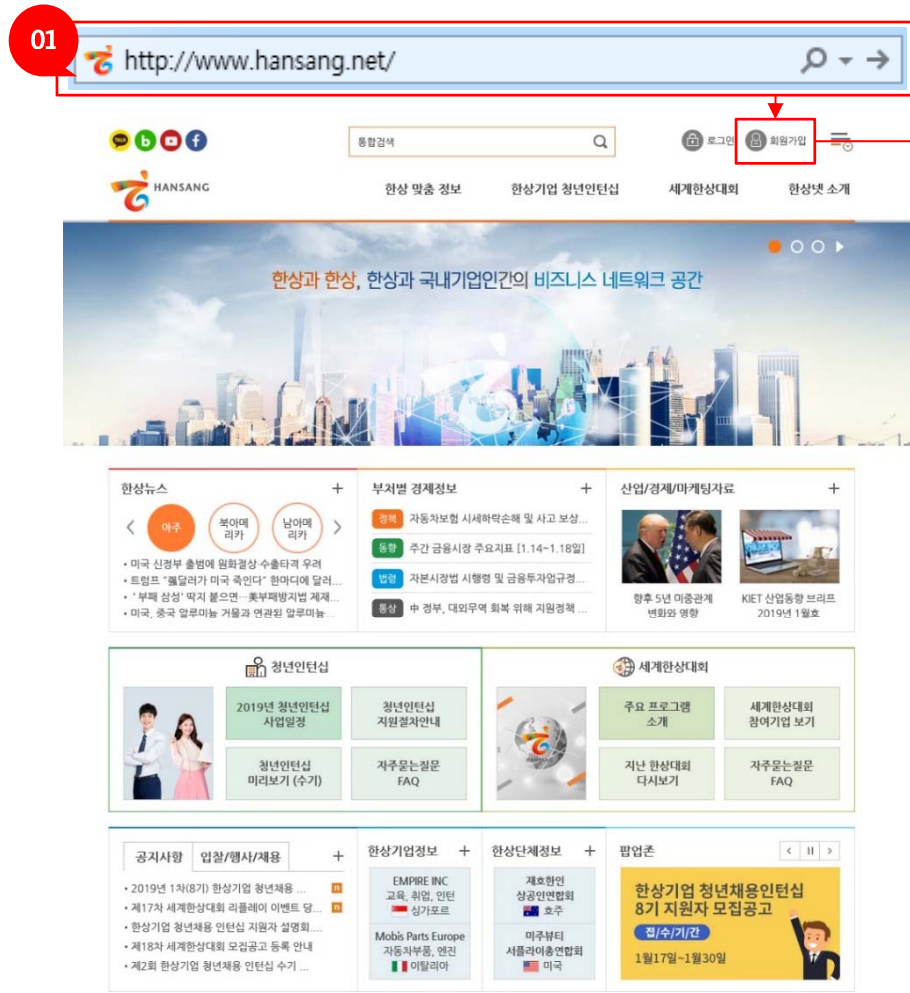 01
http://www.hansang.net/
TALK
b
f
통합검색
로그인
회원가입
HANSANG
한상 맞춤 정보
한상기업 청년인턴십
세계한상대회
한상넷 소개
한상과 한상, 한상과 국내기업인간의 비즈니스 네트워크 공간
한상뉴스 +
아주
북아메
리카
남아메
리카
• 미국 신정부 출범에 원화절상·수출타격 우려
• 트럼프 "强달러가 미국 죽인다" 한마디에 달러...
• '부패 삼성' 딱지 붙으면…美부패방지법 제재...
• 미국, 중국 알루미늄 거물과 연관된 알루미늄...
부처별 경제정보 +
정책 자동차보험 시세하락손해 및 사고 보상...
동향 주간 금융시장 주요지표 [1.14~1.18일]
법령 자본시장법 시행령 및 금융투자업규정...
통상 中 정부, 대외무역 회복 위해 지원정책 ...
산업/경제/마케팅자료 +
향후 5년 미중관계
변화와 영향
KIET 산업동향 브리프
2019년 1월호
청년인턴십
2019년 청년인턴십
사업일정
청년인턴십
지원절차안내
청년인턴십
미리보기 (수기)
자주묻는질문
FAQ
세계한상대회
주요 프로그램
소개
세계한상대회
참여기업 보기
지난 한상대회
다시보기
자주묻는질문
FAQ
공지사항
입찰/행사/채용 +
• 2019년 1차(8기) 한상기업 청년채용 ... n
• 제17차 세계한상대회 리플레이 이벤트 당... n
• 한상기업 청년채용 인턴십 지원자 설명회....
• 제18차 세계한상대회 모집공고 등록 안내
• 제2회 한상기업 청년채용 인턴십 수기 ...
한상기업정보 +
EMPIRE INC
교육, 취업, 인턴
싱가포르
Mobis Parts Europe
자동차부품, 엔진
이탈리아
한상단체정보 +
재호한인
상공인연합회
호주
미주뷰티
서플라이총연합회
미국
팝업존
한상기업 청년채용인턴십
8기 지원자 모집공고
접/수/기/간
1월17일~1월30일